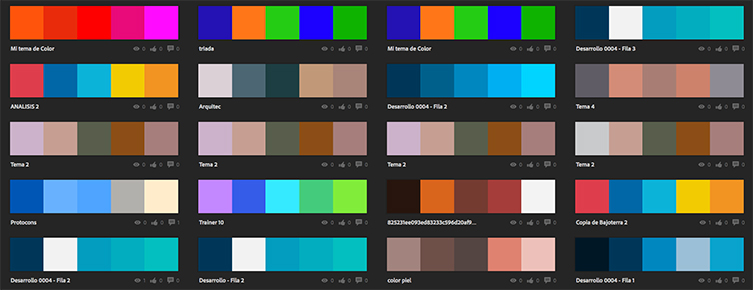 Mi tema de Color 0 0 0
triada 0 0 0
Mi tema de Color 0 0 0
Desarrollo 0004 - Fila 3 0 0 0
ANALISIS 2 0 0 0
Arquitec 0 0 0
Desarrollo 0004 - Fila 2 0 0 0
Tema 4 0 0 0
Tema 2 0 0 0
Tema 2 0 0 0
Tema 2 0 0 0
Tema 2 0 0 0
Protocons 0 0 1
Trainer 10 0 0 0
825231ee093ed83233c596d20af9... 0 0 0
Copia de Bajoterra 2 1 0 0
Desarrollo 0004 - Fila 2 1 0 0
Desarrollo - Fila 2 0 0 0
color piel 0 0 0
Desarrollo 0004 - Fila 1 0 0 0